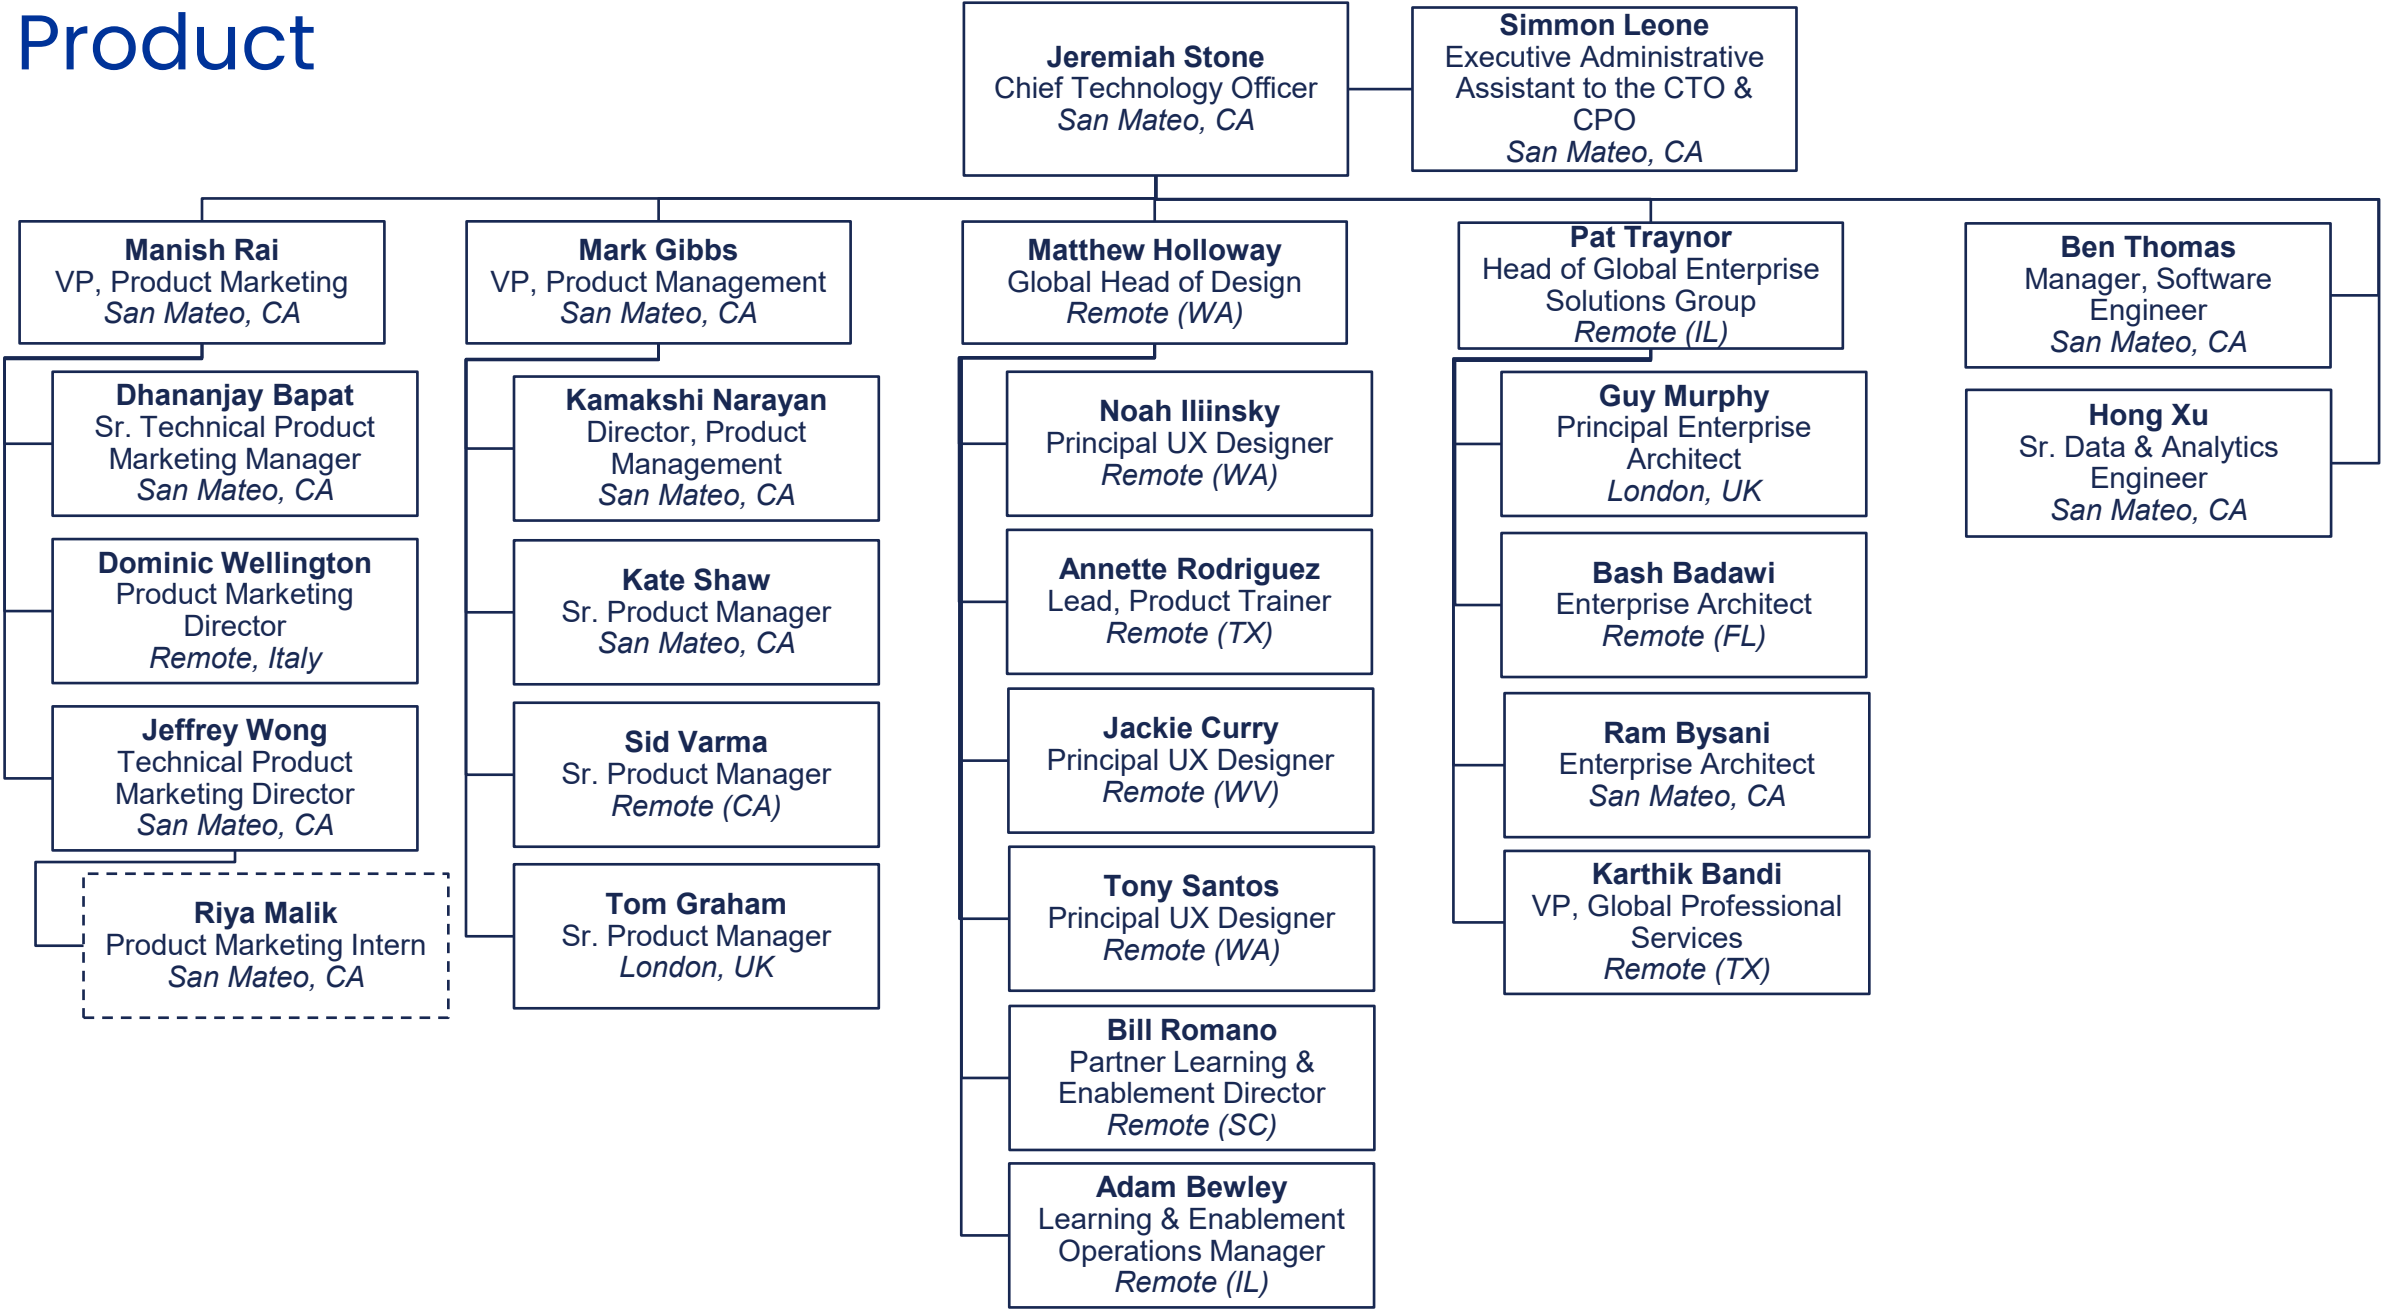 Product
Jeremiah Stone
Chief Technology Officer
San Mateo, CA
Simmon Leone
Executive Administrative
Assistant to the CTO &
CPO
San Mateo, CA
Manish Rai
VP, Product Marketing
San Mateo, CA
Dhananjay Bapat
Sr. Technical Product
Marketing Manager
San Mateo, CA
Dominic Wellington
Product Marketing
Director
Remote, Italy
Jeffrey Wong
Technical Product
Marketing Director
San Mateo, CA
Riya Malik
Product Marketing Intern
San Mateo, CA
Mark Gibbs
VP, Product Management
San Mateo, CA
Kamakshi Narayan
Director, Product
Management
San Mateo, CA
Kate Shaw
Sr. Product Manager
San Mateo, CA
Sid Varma
Sr. Product Manager
Remote (CA)
Tom Graham
Sr. Product Manager
London, UK
Matthew Holloway
Global Head of Design
Remote (WA)
Noah Iliinsky
Principal UX Designer
Remote (WA)
Annette Rodriguez
Lead, Product Trainer
Remote (TX)
Jackie Curry
Principal UX Designer
Remote (WV)
Tony Santos
Principal UX Designer
Remote (WA)
Bill Romano
Partner Learning &
Enablement Director
Remote (SC)
Adam Bewley
Learning & Enablement
Operations Manager
Remote (IL)
Pat Traynor
Head of Global Enterprise
Solutions Group
Remote (IL)
Guy Murphy
Principal Enterprise
Architect
London, UK
Bash Badawi
Enterprise Architect
Remote (FL)
Ram Bysani
Enterprise Architect
San Mateo, CA
Karthik Bandi
VP, Global Professional
Services
Remote (TX)
Ben Thomas
Manager, Software
Engineer
San Mateo, CA
Hong Xu
Sr. Data & Analytics
Engineer
San Mateo, CA